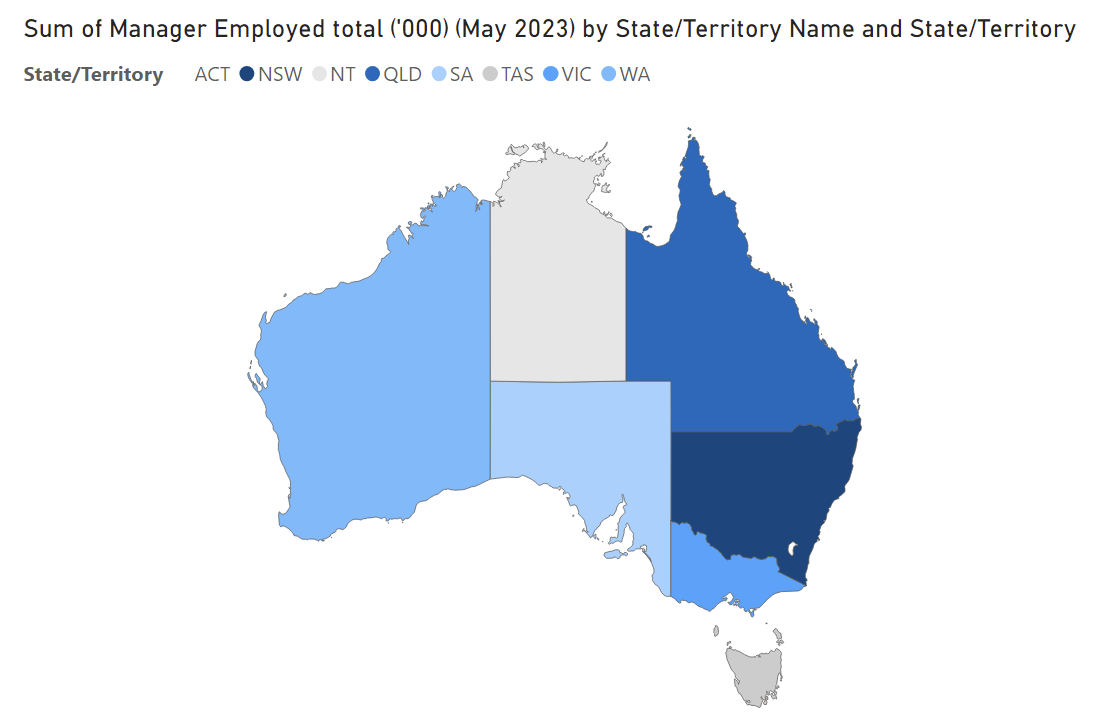 Sum of Manager Employed total ('000) (May 2023) by State/Territory Name and State/Territory
State/Territory ACT NSW NT QLD SA TAS VIC WA